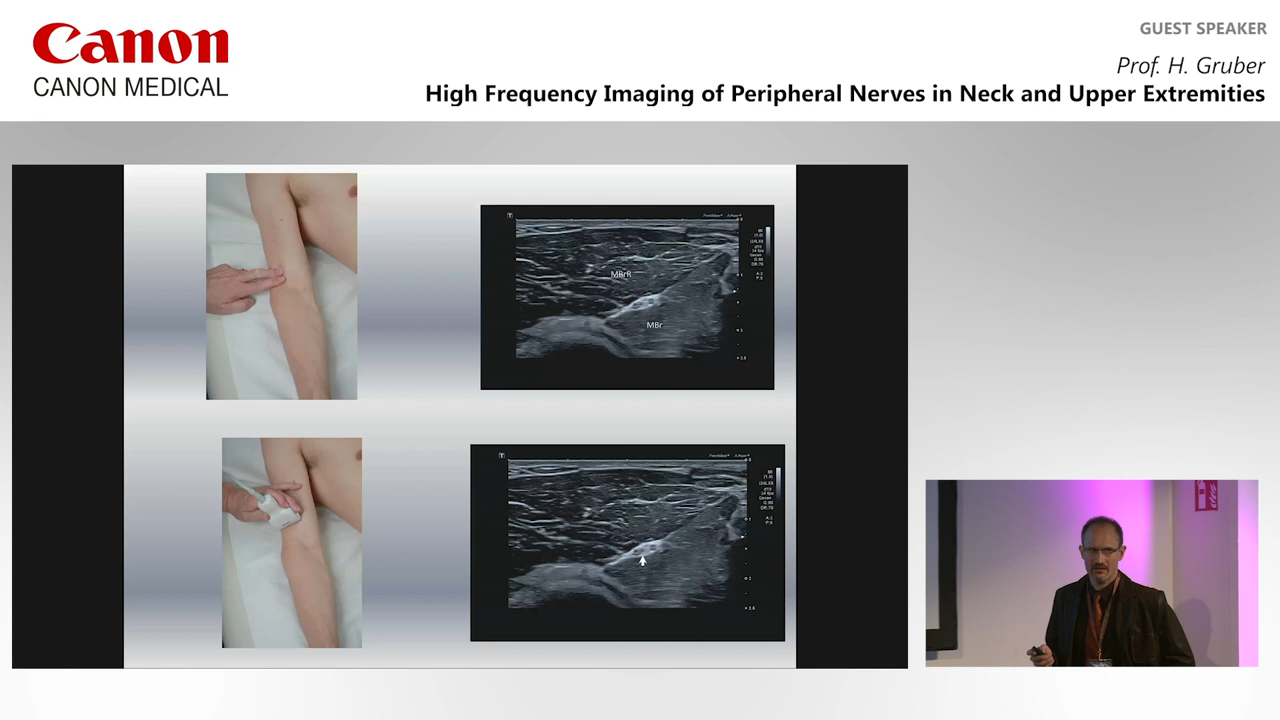 Canon
CANON MEDICAL
GUEST SPEAKER
Prof. H. Gruber
High Frequency Imaging of Peripheral Nerves in Neck and Upper Extremities
T
MBrR
MBr
T